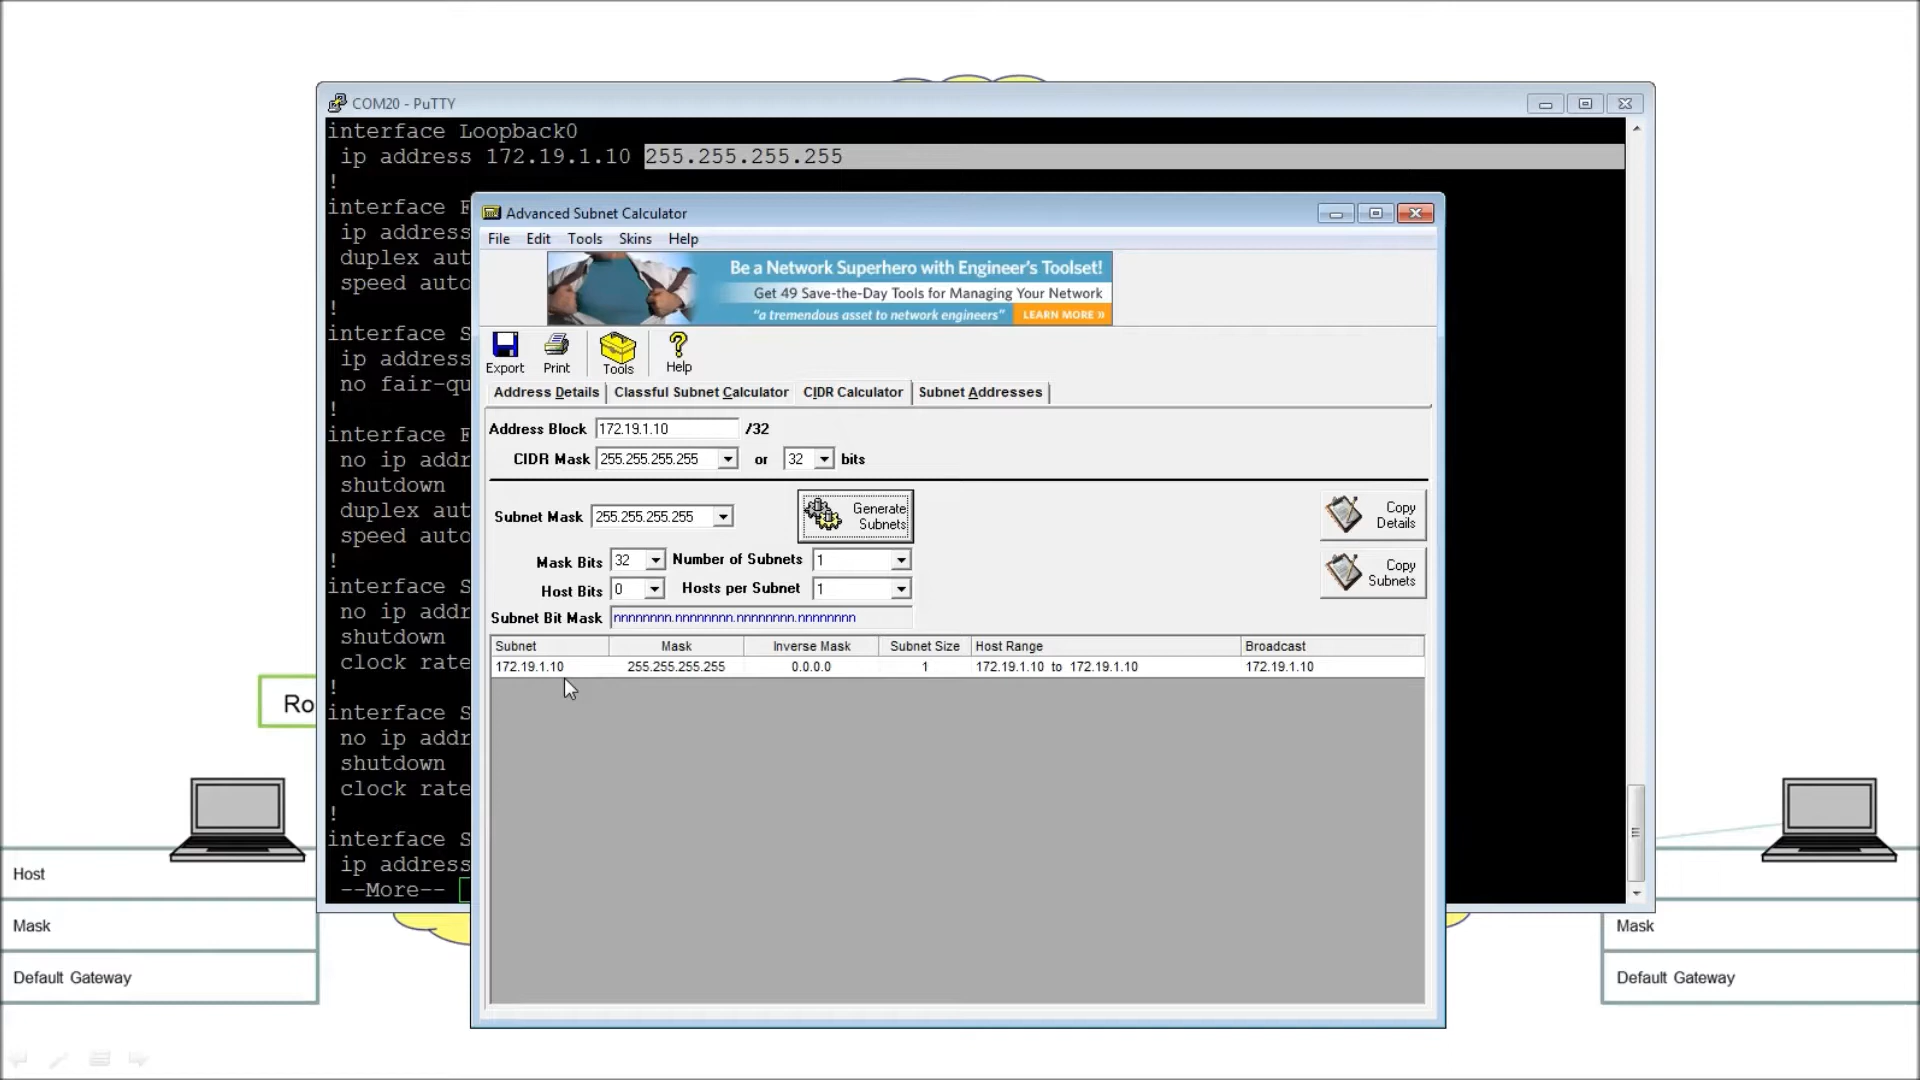 COM20 - PuTTY
interface Loopback0
ip address 172.19.1.10 255.255.255.255
!
interface F
ip address
duplex aut
speed auto
!
interface S
ip address
no fair-qu
!
interface F
no ip addr
shutdown
duplex aut
speed auto
!
interface S
no ip addr
shutdown
clock rate
!
interface S
no ip addr
shutdown
clock rate
!
interface S
ip address
--More--
Advanced Subnet Calculator
File Edit Tools Skins Help
Be a Network Superhero with Engineer's Toolset!
Get 49 Save-the-Day Tools for Managing Your Network
"a tremendous asset to network engineers" LEARN MORE »
Export Print Tools Help
Address Details Classful Subnet Calculator CIDR Calculator Subnet Addresses
Address Block 172.19.1.10 /32
CIDR Mask 255.255.255.255 or 32 bits
Subnet Mask 255.255.255.255 Generate Subnets
Copy Details
Mask Bits 32 Number of Subnets 1
Copy Subnets
Host Bits 0 Hosts per Subnet 1
Subnet Bit Mask nnnnnnnn.nnnnnnnn.nnnnnnnn.nnnnnnnn
Subnet Mask Inverse Mask Subnet Size Host Range Broadcast
172.19.1.10 255.255.255.255 0.0.0.0 1 172.19.1.10 to 172.19.1.10 172.19.1.10
Ro
Host
Mask
Default Gateway
Mask
Default Gateway